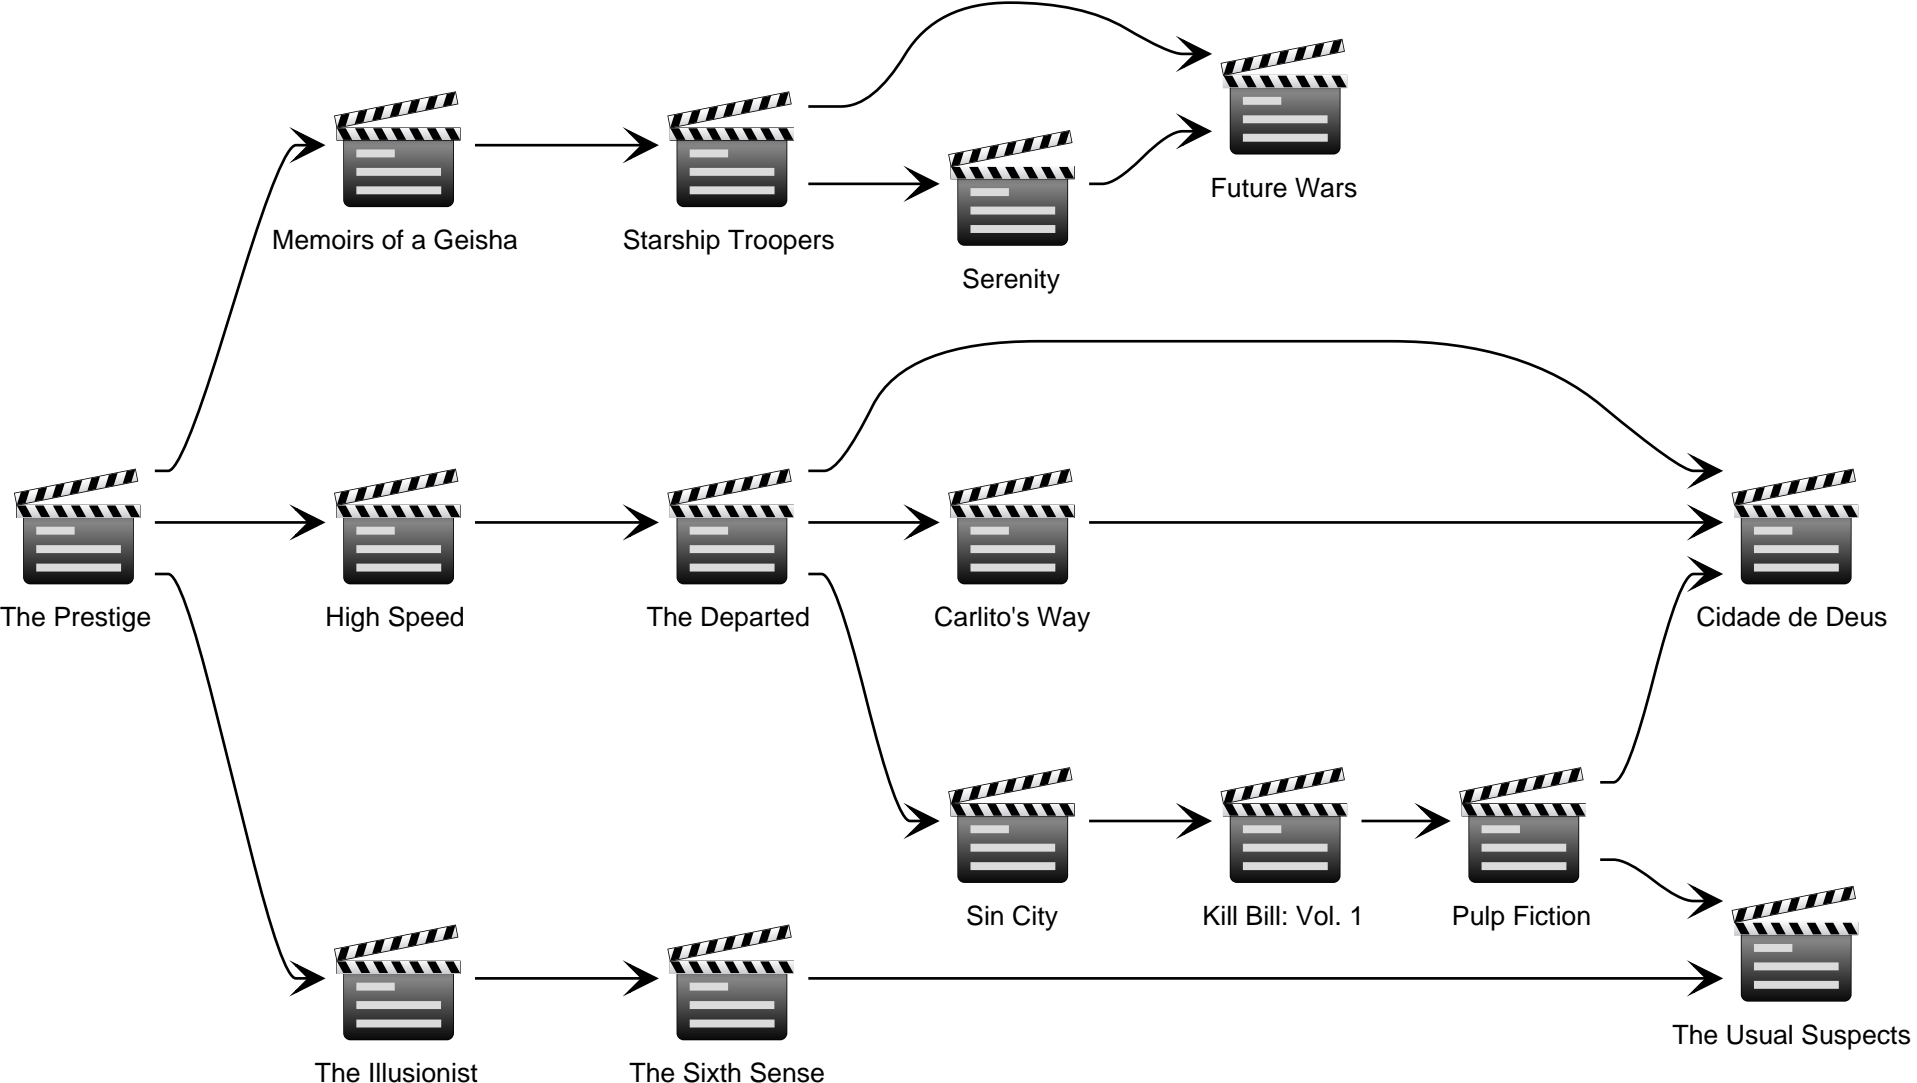 Future Wars
Memoirs of a Geisha
Starship Troopers
Serenity
The Prestige
High Speed
The Departed
Carlito's Way
Cidade de Deus
Sin City
Kill Bill: Vol. 1
Pulp Fiction
The Usual Suspects
The Illusionist
The Sixth Sense